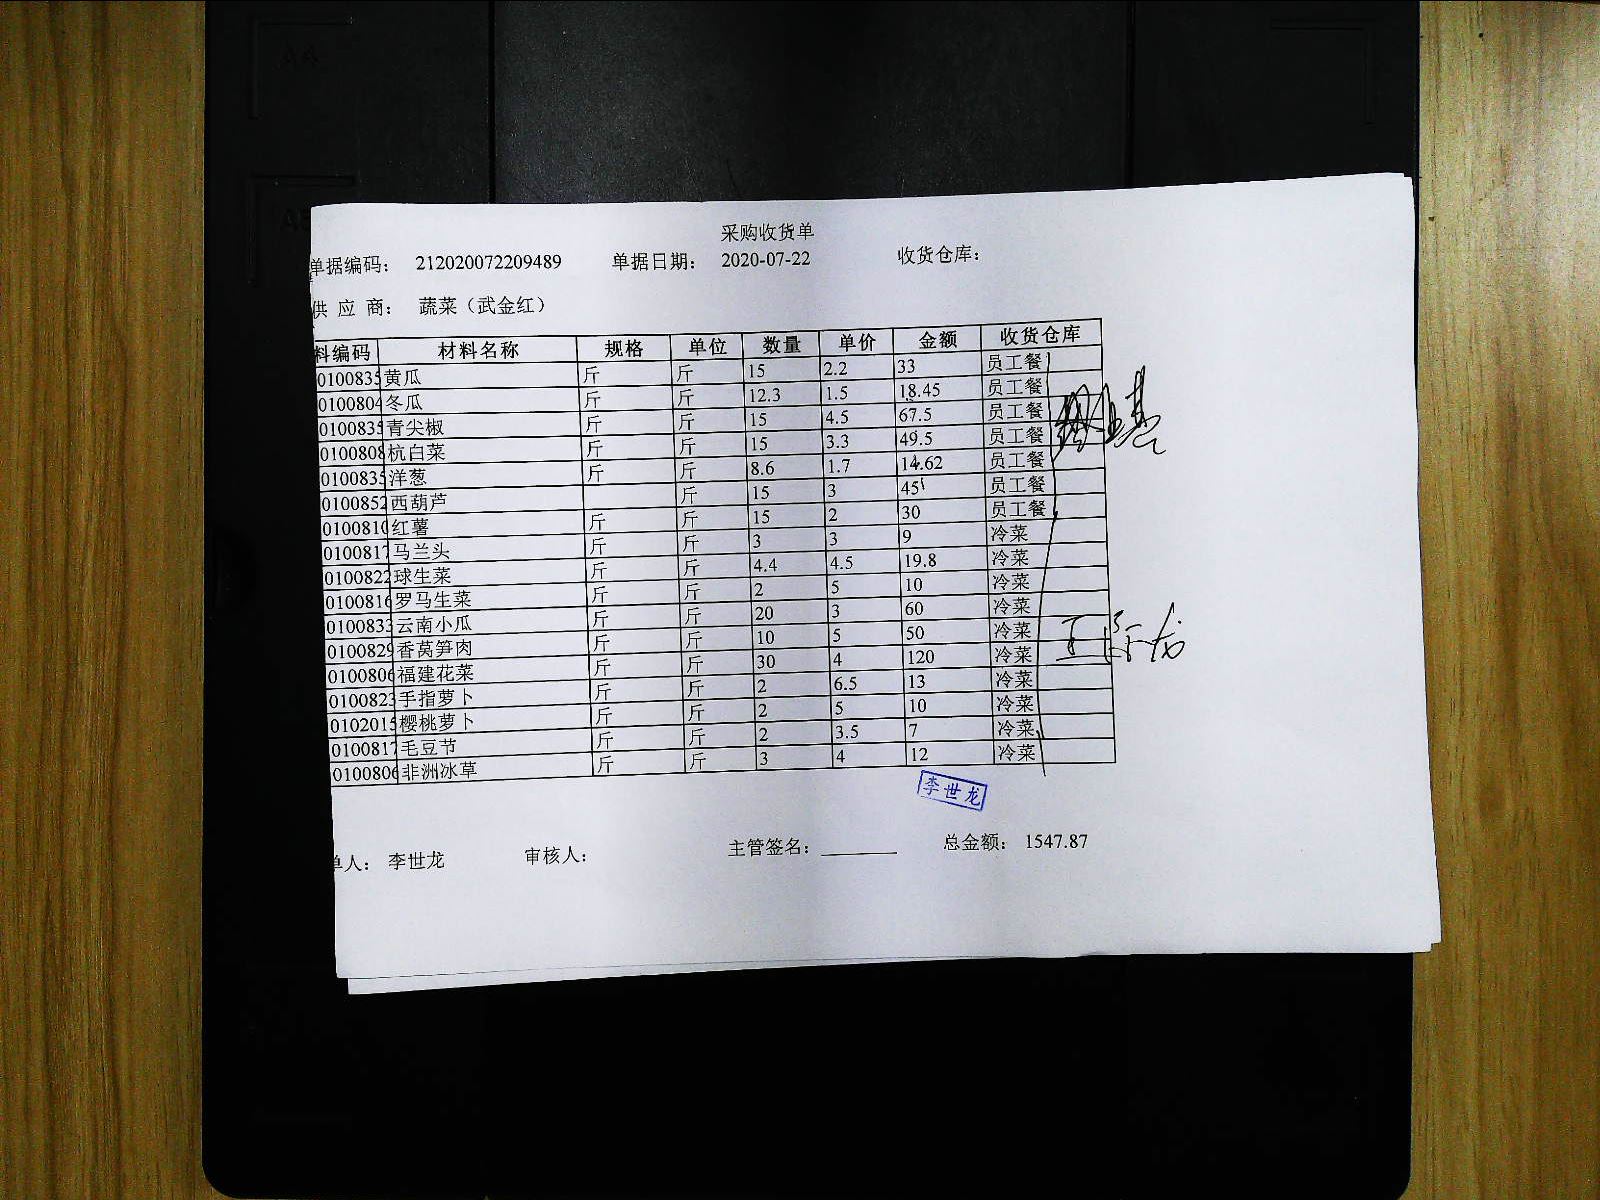 采购收货单
单据编码： 212020072209489 单据日期： 2020-07-22 收货仓库：
供 应 商： 蔬菜（武金红）
料编码 材料名称 规格 单位 数量 单价 金额 收货仓库
0100835 黄瓜 斤 斤 15 2.2 33 员工餐
0100804 冬瓜 斤 斤 12.3 1.5 18.45 员工餐
0100835 青尖椒 斤 斤 15 4.5 67.5 员工餐
0100808 杭白菜 斤 斤 15 3.3 49.5 员工餐
0100835 洋葱 斤 斤 8.6 1.7 14.62 员工餐
0100852 西葫芦 斤 15 3 45 员工餐
0100810 红薯 斤 斤 15 2 30 员工餐
0100817 马兰头 斤 斤 3 3 9 冷菜
0100822 球生菜 斤 斤 4.4 4.5 19.8 冷菜
0100816 罗马生菜 斤 斤 2 5 10 冷菜
0100833 云南小瓜 斤 斤 20 3 60 冷菜
0100829 香莴笋肉 斤 斤 10 5 50 冷菜
0100806 福建花菜 斤 斤 30 4 120 冷菜
0100823 手指萝卜 斤 斤 2 6.5 13 冷菜
0102015 樱桃萝卜 斤 斤 2 5 10 冷菜
0100817 毛豆节 斤 斤 2 3.5 7 冷菜
0100806 非洲冰草 斤 斤 3 4 12 冷菜
李世龙
单人： 李世龙 审核人： 主管签名： 总金额： 1547.87